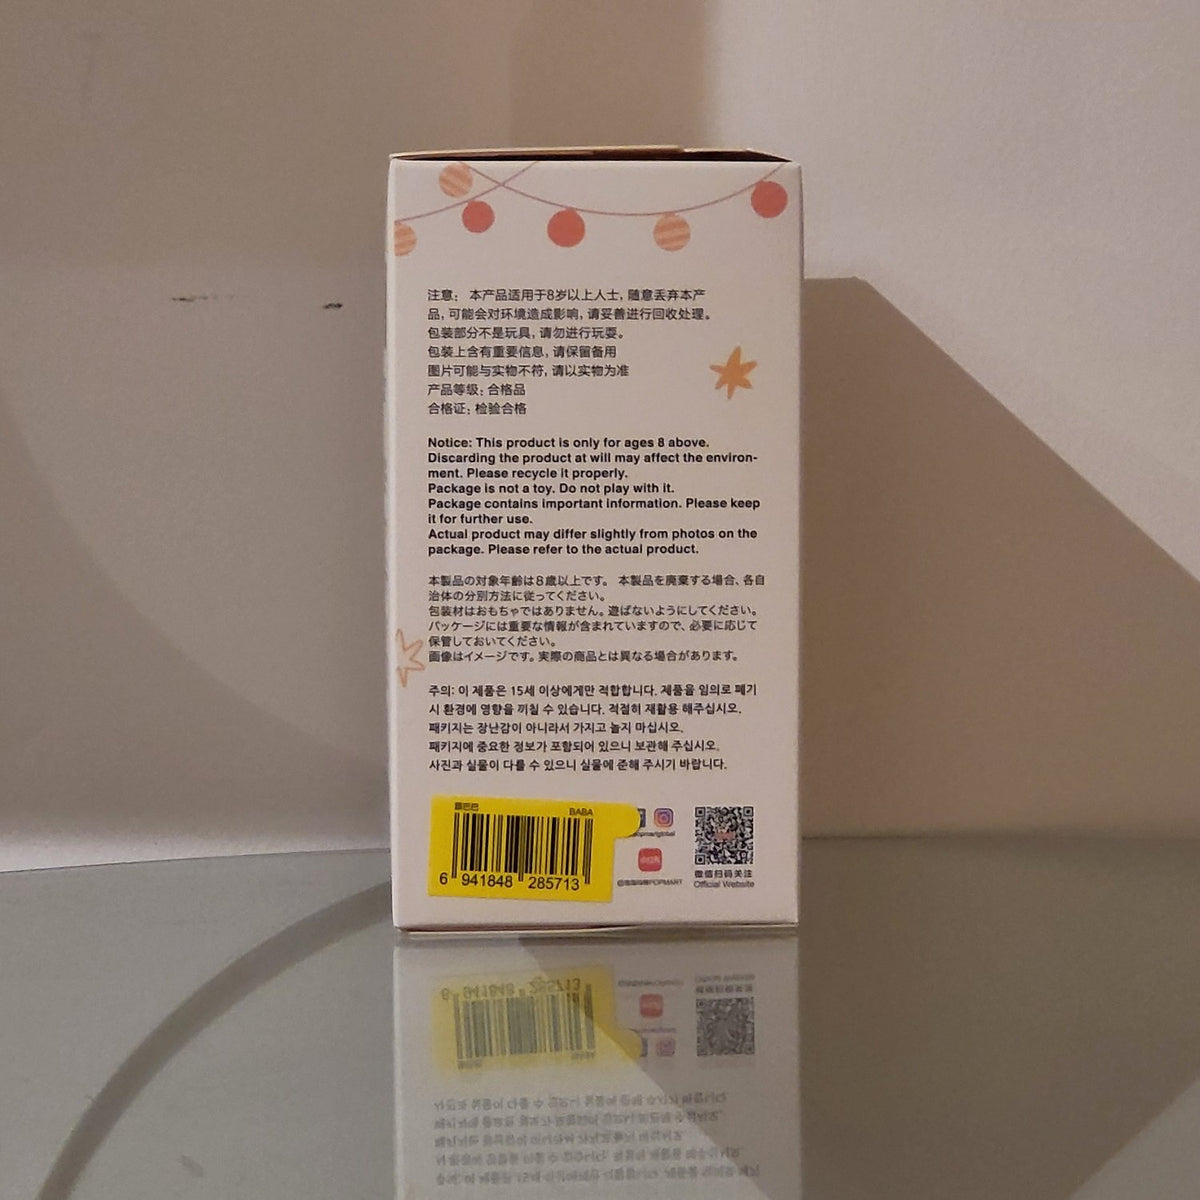 注意： 本产品适用于8岁以上人士, 随意丢弃本产
品, 可能会对环境造成影响, 请妥善进行回收处理。
包装部分不是玩具, 请勿进行玩耍。
包装上含有重要信息, 请保留备用
图片可能与实物不符, 请以实物为准
产品等级: 合格品
合格证: 检验合格
Notice: This product is only for ages 8 above.
Discarding the product at will may affect the environ-
ment. Please recycle it properly.
Package is not a toy. Do not play with it.
Package contains important information. Please keep
it for further use.
Actual product may differ slightly from photos on the
package. Please refer to the actual product.
本製品の対象年齢は8歳以上です。 本製品を廃棄する場合、各自
治体の分別方法に従ってください。
包装材はおもちゃではありません。遊ばないようにしてください。
パッケージには重要な情報が含まれていますので、必要に応じて
保管しておいてください。
画像はイメージです。実際の商品とは異なる場合があります。
주의: 이 제품은 15세 이상에게만 적합합니다. 제품을 임의로 폐기
시 환경에 영향을 끼칠 수 있습니다. 적절히 재활용 해주십시오.
패키지는 장난감이 아니라서 가지고 놀지 마십시오.
패키지에 중요한 정보가 포함되어 있으니 보관해 주십시오.
사진과 실물이 다를 수 있으니 실물에 준해 주시기 바랍니다.
BABA
6 941848 285713
opmartglobal
小红书
POPMART
微信扫码关注
Official Website